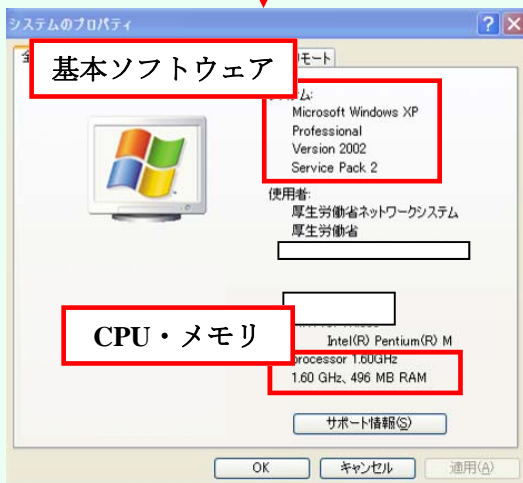 システムのプロパティ
基本ソフトウェア
リモート
Microsoft Windows XP
Professional
Version 2002
Service Pack 2
使用者:
厚生労働省ネットワークシステム
厚生労働省
CPU・メモリ
Intel(R) Pentium(R) M
processor 1.60GHz
1.60 GHz、496 MB RAM
サポート情報(S)
OK キャンセル 適用(A)